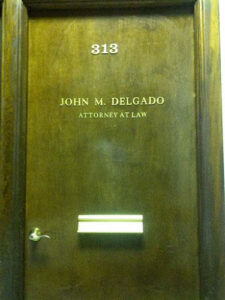 313
JOHN M. DELGADO
ATTORNEY AT LAW